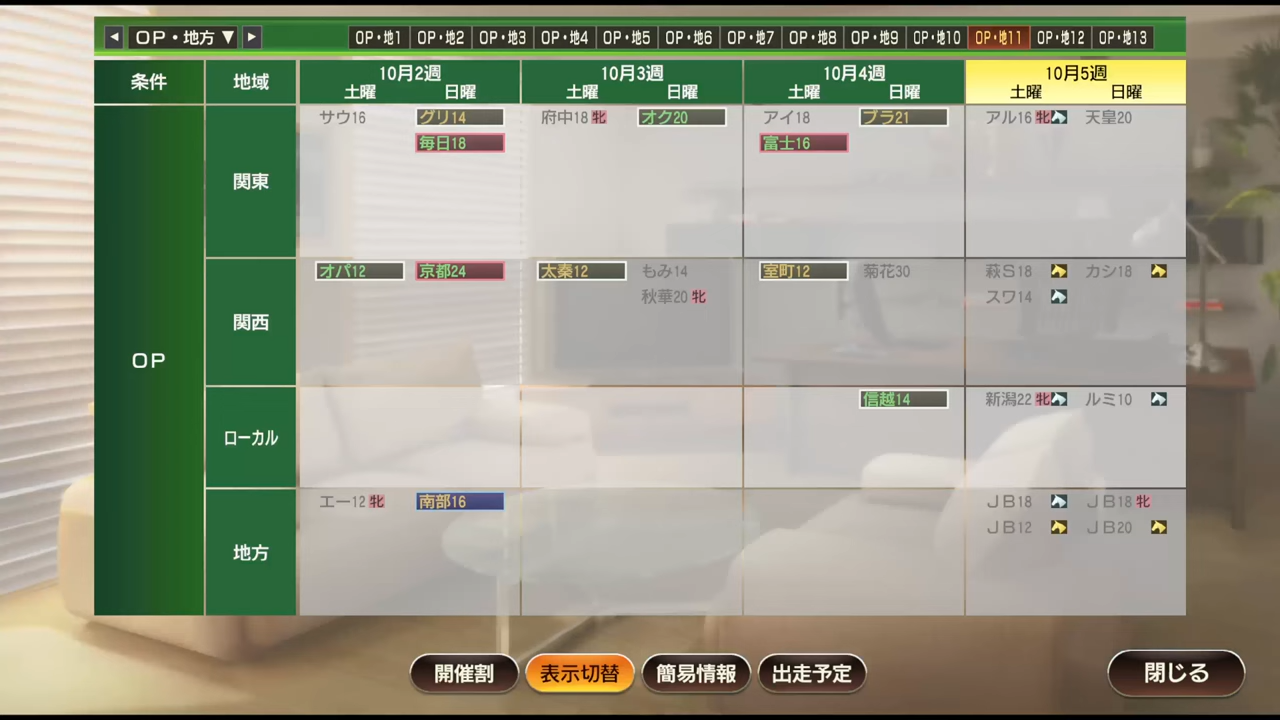 ◀ OP・地方▼ ▶ OP・地1 OP・地2 OP・地3 OP・地4 OP・地5 OP・地6 OP・地7 OP・地8 OP・地9 OP・地10 OP・地11 OP・地12 OP・地13
条件 地域 10月2週 10月3週 10月4週 10月5週
土曜 日曜 土曜 日曜 土曜 日曜 土曜 日曜
OP
関東
サウ16 グリ14 府中18 牝 オク20 アイ18 ブラ21 アル16 牝 天皇20
毎日18 富士16
関西
オパ12 京都24 太秦12 もみ14 室町12 菊花30 萩S18 カシ18
秋華20 牝 スワ14
ローカル
信越14 新潟22 牝 ルミ10
地方
エー12 牝 南部16 JB18 JB18 牝
JB12 JB20
開催割 表示切替 簡易情報 出走予定 閉じる